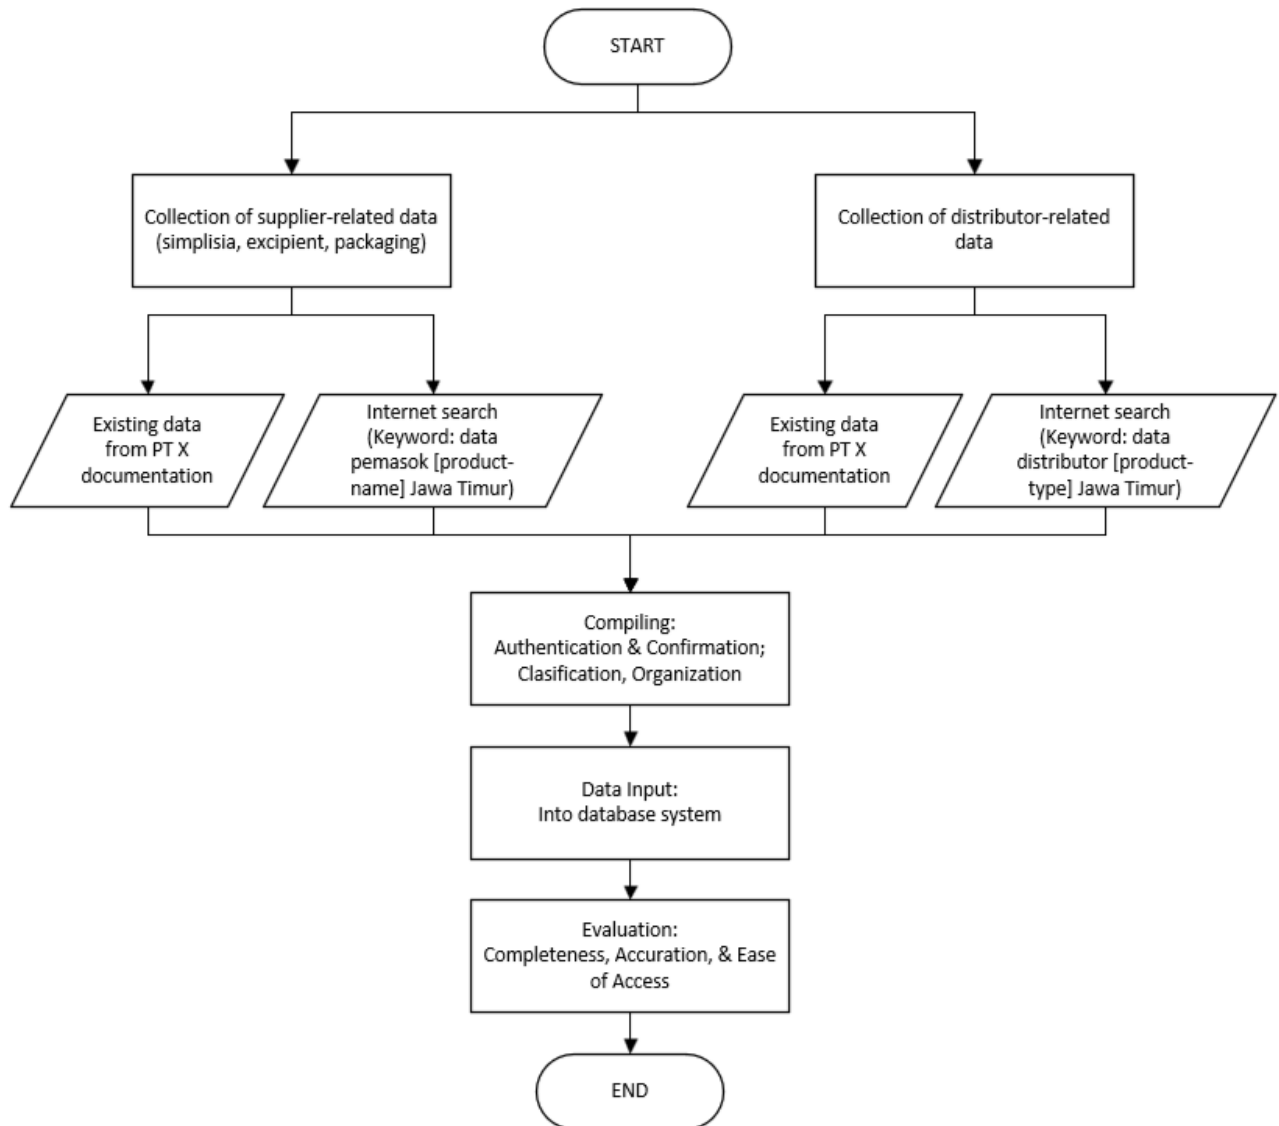 START
Collection of supplier-related data
(simplisia, excipient, packaging)
Collection of distributor-related
data
Existing data
from PT X
documentation
Internet search
(Keyword: data
pemasok [product-
name] Jawa Timur)
Existing data
from PT X
documentation
Internet search
(Keyword: data
distributor [product-
type] Jawa Timur)
Compiling:
Authentication & Confirmation;
Clasification, Organization
Data Input:
Into database system
Evaluation:
Completeness, Accuration, & Ease
of Access
END